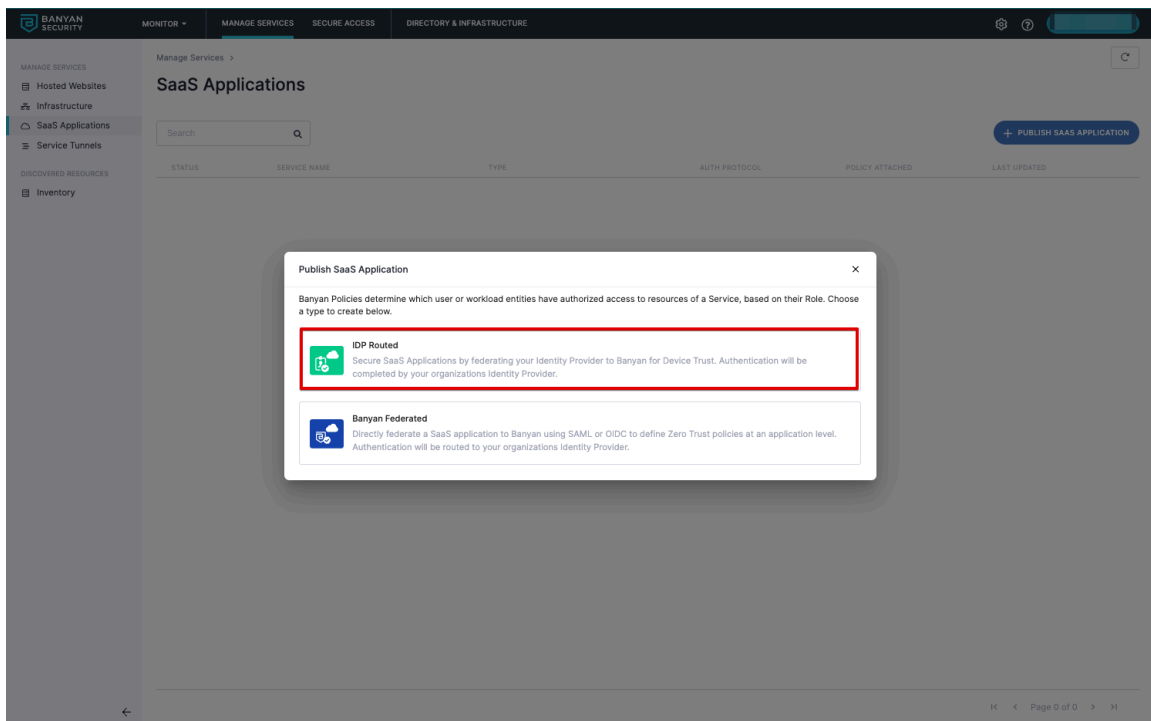 BANYAN SECURITY
MONITOR
MANAGE SERVICES
SECURE ACCESS
DIRECTORY & INFRASTRUCTURE
MANAGE SERVICES
Hosted Websites
Infrastructure
SaaS Applications
Service Tunnels
DISCOVERED RESOURCES
Inventory
Manage Services >
SaaS Applications
Search
+ PUBLISH SAAS APPLICATION
STATUS SERVICE NAME TYPE AUTH PROTOCOL POLICY ATTACHED LAST UPDATED
Publish SaaS Application
Banyan Policies determine which user or workload entities have authorized access to resources of a Service, based on their Role. Choose
a type to create below.
IDP Routed
Secure SaaS Applications by federating your Identity Provider to Banyan for Device Trust. Authentication will be
completed by your organizations Identity Provider.
Banyan Federated
Directly federate a SaaS application to Banyan using SAML or OIDC to define Zero Trust policies at an application level.
Authentication will be routed to your organizations Identity Provider.
Page 0 of 0